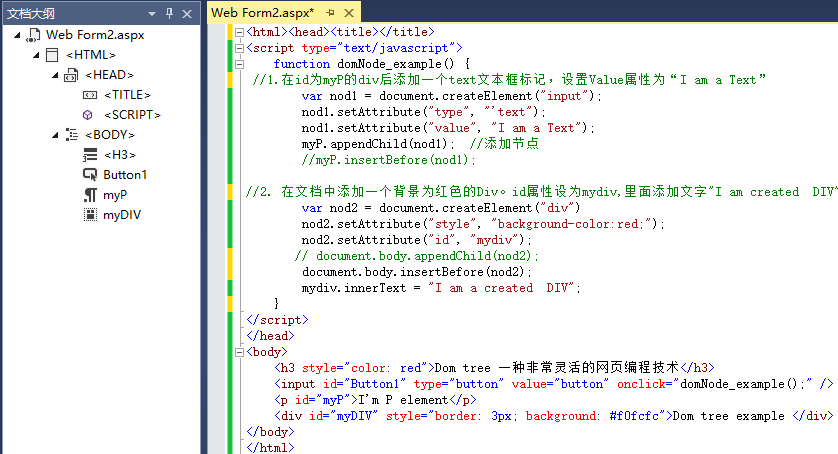 文档大纲
Web Form2.aspx
<HTML>
<HEAD>
<TITLE>
<SCRIPT>
<BODY>
<H3>
Button1
myP
myDIV
Web Form2.aspx*
<html><head><title></title>
<script type="text/javascript">
function domNode_example() {
//1.在id为myP的div后添加一个text文本框标记，设置Value属性为“I am a Text”
var nod1 = document.createElement("input");
nod1.setAttribute("type", "'text");
nod1.setAttribute("value", "I am a Text");
myP.appendChild(nod1);  //添加节点
//myP.insertBefore(nod1);
//2. 在文档中添加一个背景为红色的Div。id属性设为mydiv,里面添加文字"I am created  DIV"
var nod2 = document.createElement("div")
nod2.setAttribute("style", "background-color:red;");
nod2.setAttribute("id", "mydiv");
// document.body.appendChild(nod2);
document.body.insertBefore(nod2);
mydiv.innerText = "I am a created  DIV";
}
</script>
</head>
<body>
<h3 style="color: red">Dom tree 一种非常灵活的网页编程技术</h3>
<input id="Button1" type="button" value="button" onclick="domNode_example();" />
<p id="myP">I'm P element</p>
<div id="myDIV" style="border: 3px; background: #f0fcfc">Dom tree example </div>
</body>
</html>